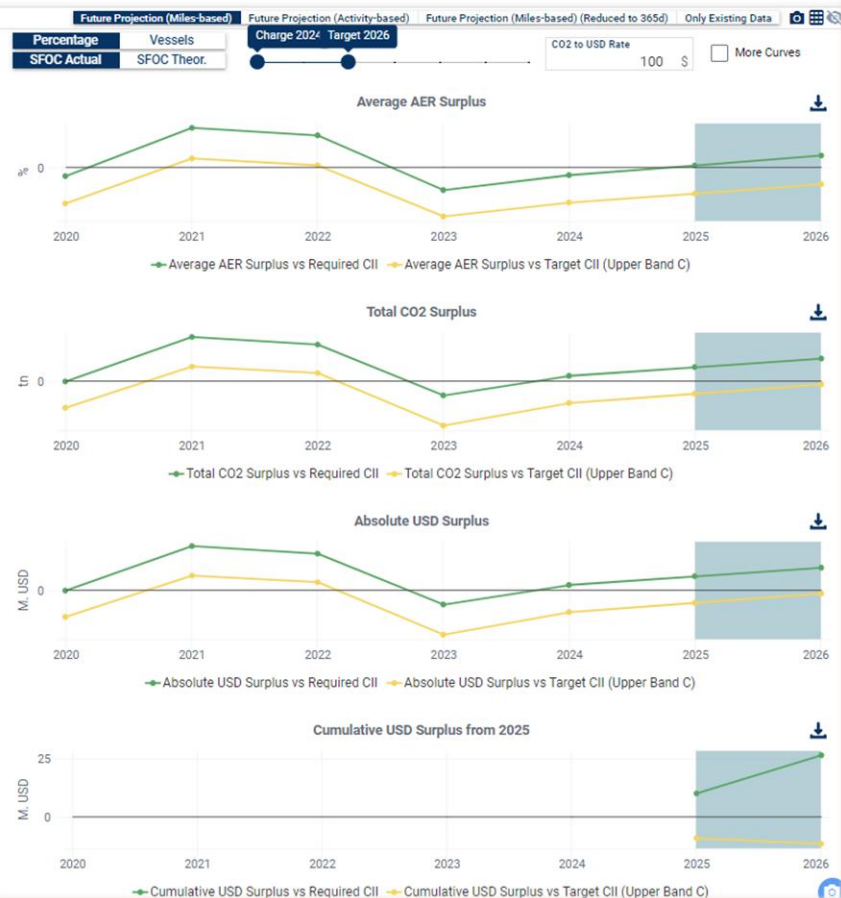 Future Projection (Miles-based) Future Projection (Activity-based) Future Projection (Miles-based) (Reduced to 365d) Only Existing Data
Percentage Vessels
SFOC Actual SFOC Theor.
Charge 2024 Target 2026
CO2 to USD Rate
100 $
More Curves
Average AER Surplus
%
0
2020 2021 2022 2023 2024 2025 2026
Average AER Surplus vs Required CII Average AER Surplus vs Target CII (Upper Band C)
Total CO2 Surplus
tn
0
2020 2021 2022 2023 2024 2025 2026
Total CO2 Surplus vs Required CII Total CO2 Surplus vs Target CII (Upper Band C)
Absolute USD Surplus
M. USD
0
2020 2021 2022 2023 2024 2025 2026
Absolute USD Surplus vs Required CII Absolute USD Surplus vs Target CII (Upper Band C)
Cumulative USD Surplus from 2025
25
M. USD
0
2020 2021 2022 2023 2024 2025 2026
Cumulative USD Surplus vs Required CII Cumulative USD Surplus vs Target CII (Upper Band C)